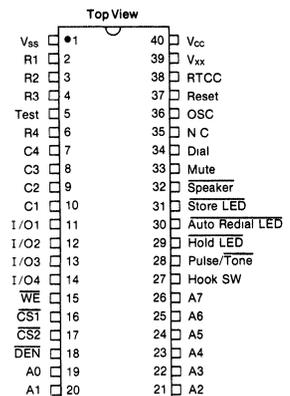 Top View
Vss 1 40 Vcc
R1 2 39 Vxx
R2 3 38 RTCC
R3 4 37 Reset
Test 5 36 OSC
R4 6 35 N C
C4 7 34 Dial
C3 8 33 Mute
C2 9 32 Speaker
C1 10 31 Store LED
I/O1 11 30 Auto Redial LED
I/O2 12 29 Hold LED
I/O3 13 28 Pulse/Tone
I/O4 14 27 Hook SW
WE 15 26 A7
CS1 16 25 A6
CS2 17 24 A5
DEN 18 23 A4
A0 19 22 A3
A1 20 21 A2